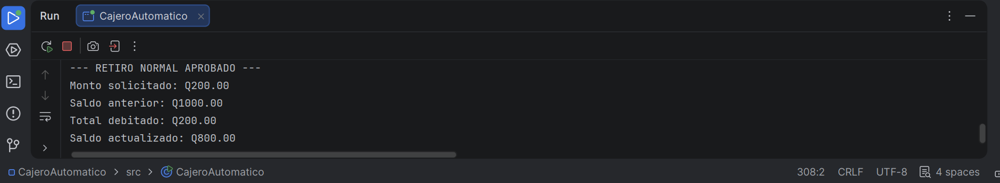 Run CajeroAutomatico
--- RETIRO NORMAL APROBADO ---
Monto solicitado: Q200.00
Saldo anterior: Q1000.00
Total debitado: Q200.00
Saldo actualizado: Q800.00
CajeroAutomatico > src > CajeroAutomatico 308:2 CRLF UTF-8 4 spaces